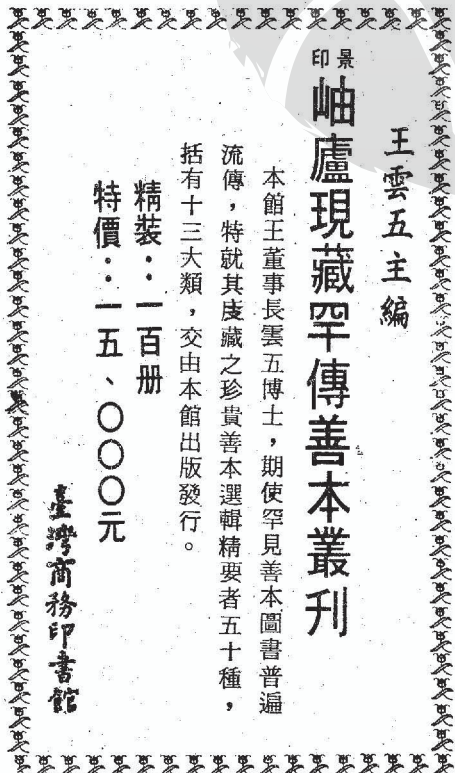 王雲五主編
景印
岫廬現藏罕傳善本叢刊
本館王董事長雲五博士，期使罕見善本圖書普遍
流傳，特就其庋藏之珍貴善本選輯精要者五十種，
括有十三大類，交由本館出版發行。
精裝：一百册
特價：一五、〇〇〇元
臺灣商務印書館